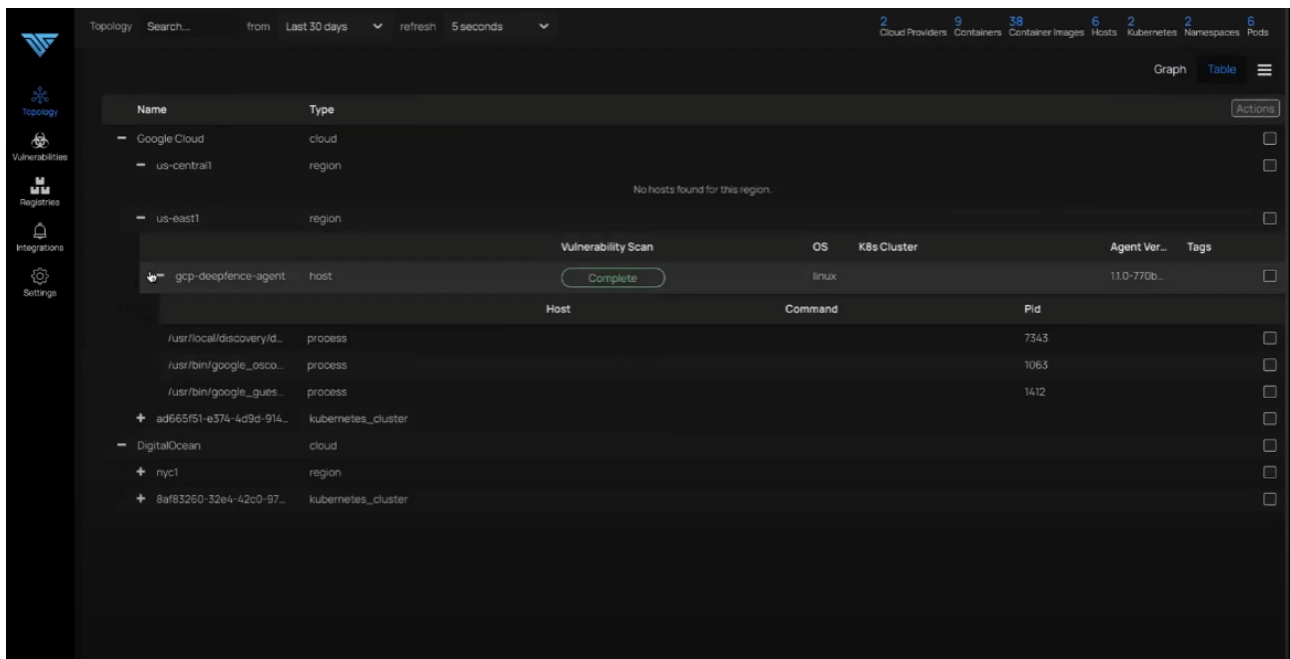 Topology Search... from Last 30 days refresh 5 seconds
2 Cloud Providers 9 Containers 38 Container Images 6 Hosts 2 Kubernetes 2 Namespaces 6 Pods
Graph Table
Topology
Vulnerabilities
Registries
Integrations
Settings
Name Type Actions
Google Cloud cloud
us-central1 region
No hosts found for this region.
us-east1 region
Vulnerability Scan OS K8s Cluster Agent Ver... Tags
gcp-deepfence-agent host Complete linux 1.1.0-770b...
Host Command Pid
/usr/local/discovery/d... process 7343
/usr/bin/google_osco... process 1063
/usr/bin/google_gues... process 1412
ad665f51-e374-4d9d-914... kubernetes_cluster
DigitalOcean cloud
nyc1 region
8af83260-32e4-42c0-97... kubernetes_cluster